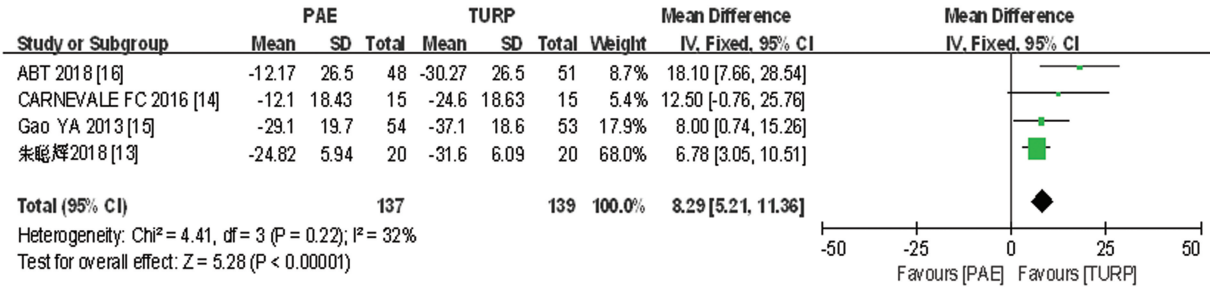 PAE TURP Mean Difference Mean Difference
Study or Subgroup Mean SD Total Mean SD Total Weight IV, Fixed, 95% CI IV, Fixed, 95% CI
ABT 2018 [16] -12.17 26.5 48 -30.27 26.5 51 8.7% 18.10 [7.66, 28.54]
CARNEVALE FC 2016 [14] -12.1 18.43 15 -24.6 18.63 15 5.4% 12.50 [-0.76, 25.76]
Gao YA 2013 [15] -29.1 19.7 54 -37.1 18.6 53 17.9% 8.00 [0.74, 15.26]
朱聪辉2018 [13] -24.82 5.94 20 -31.6 6.09 20 68.0% 6.78 [3.05, 10.51]
Total (95% CI) 137 139 100.0% 8.29 [5.21, 11.36]
Heterogeneity: Chi² = 4.41, df = 3 (P = 0.22); I² = 32%
Test for overall effect: Z = 5.28 (P < 0.00001)
-50 -25 0 25 50
Favours [PAE] Favours [TURP]